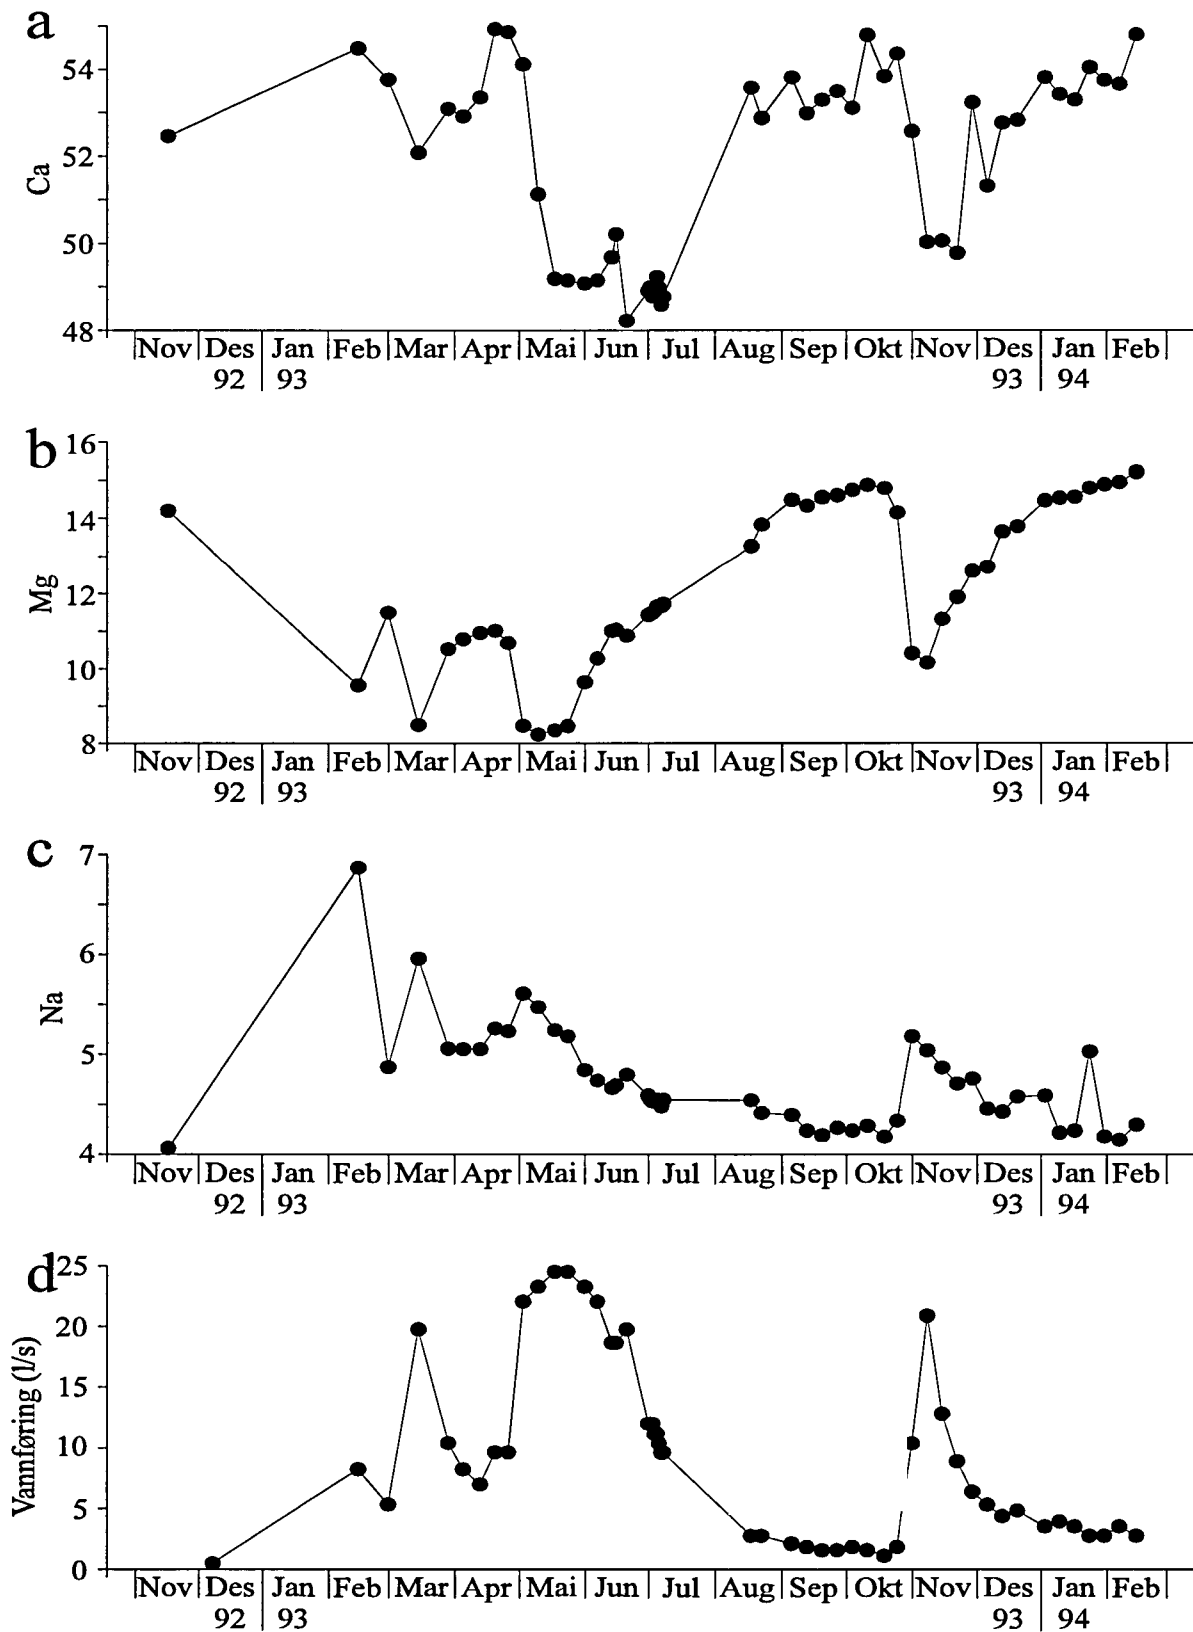 a
54
52
50
48
Ca
Nov Des Jan Feb Mar Apr Mai Jun Jul Aug Sep Okt Nov Des Jan Feb
92 93 93 94
b
16
14
12
10
8
Mg
Nov Des Jan Feb Mar Apr Mai Jun Jul Aug Sep Okt Nov Des Jan Feb
92 93 93 94
c
7
6
5
4
Na
Nov Des Jan Feb Mar Apr Mai Jun Jul Aug Sep Okt Nov Des Jan Feb
92 93 93 94
d
25
20
15
10
5
0
Vannføring (l/s)
Nov Des Jan Feb Mar Apr Mai Jun Jul Aug Sep Okt Nov Des Jan Feb
92 93 93 94